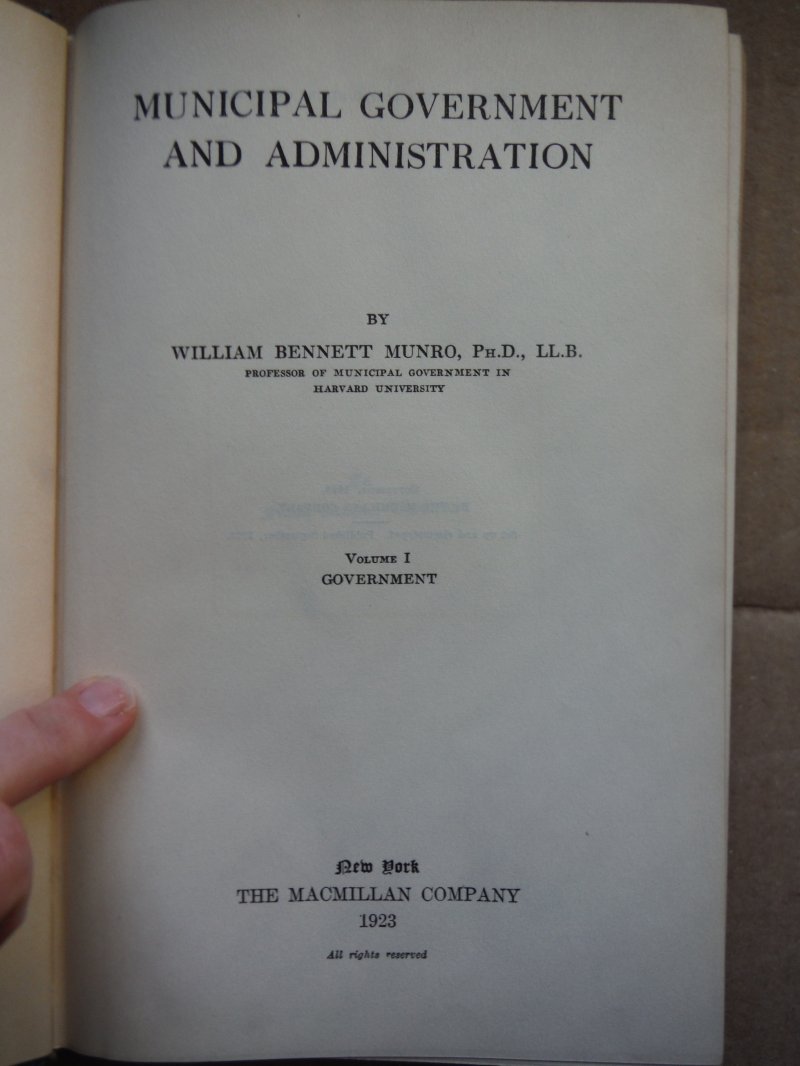 MUNICIPAL GOVERNMENT
AND ADMINISTRATION
BY
WILLIAM BENNETT MUNRO, PH.D., LL.B.
PROFESSOR OF MUNICIPAL GOVERNMENT IN
HARVARD UNIVERSITY
VOLUME I
GOVERNMENT
New York
THE MACMILLAN COMPANY
1923
All rights reserved